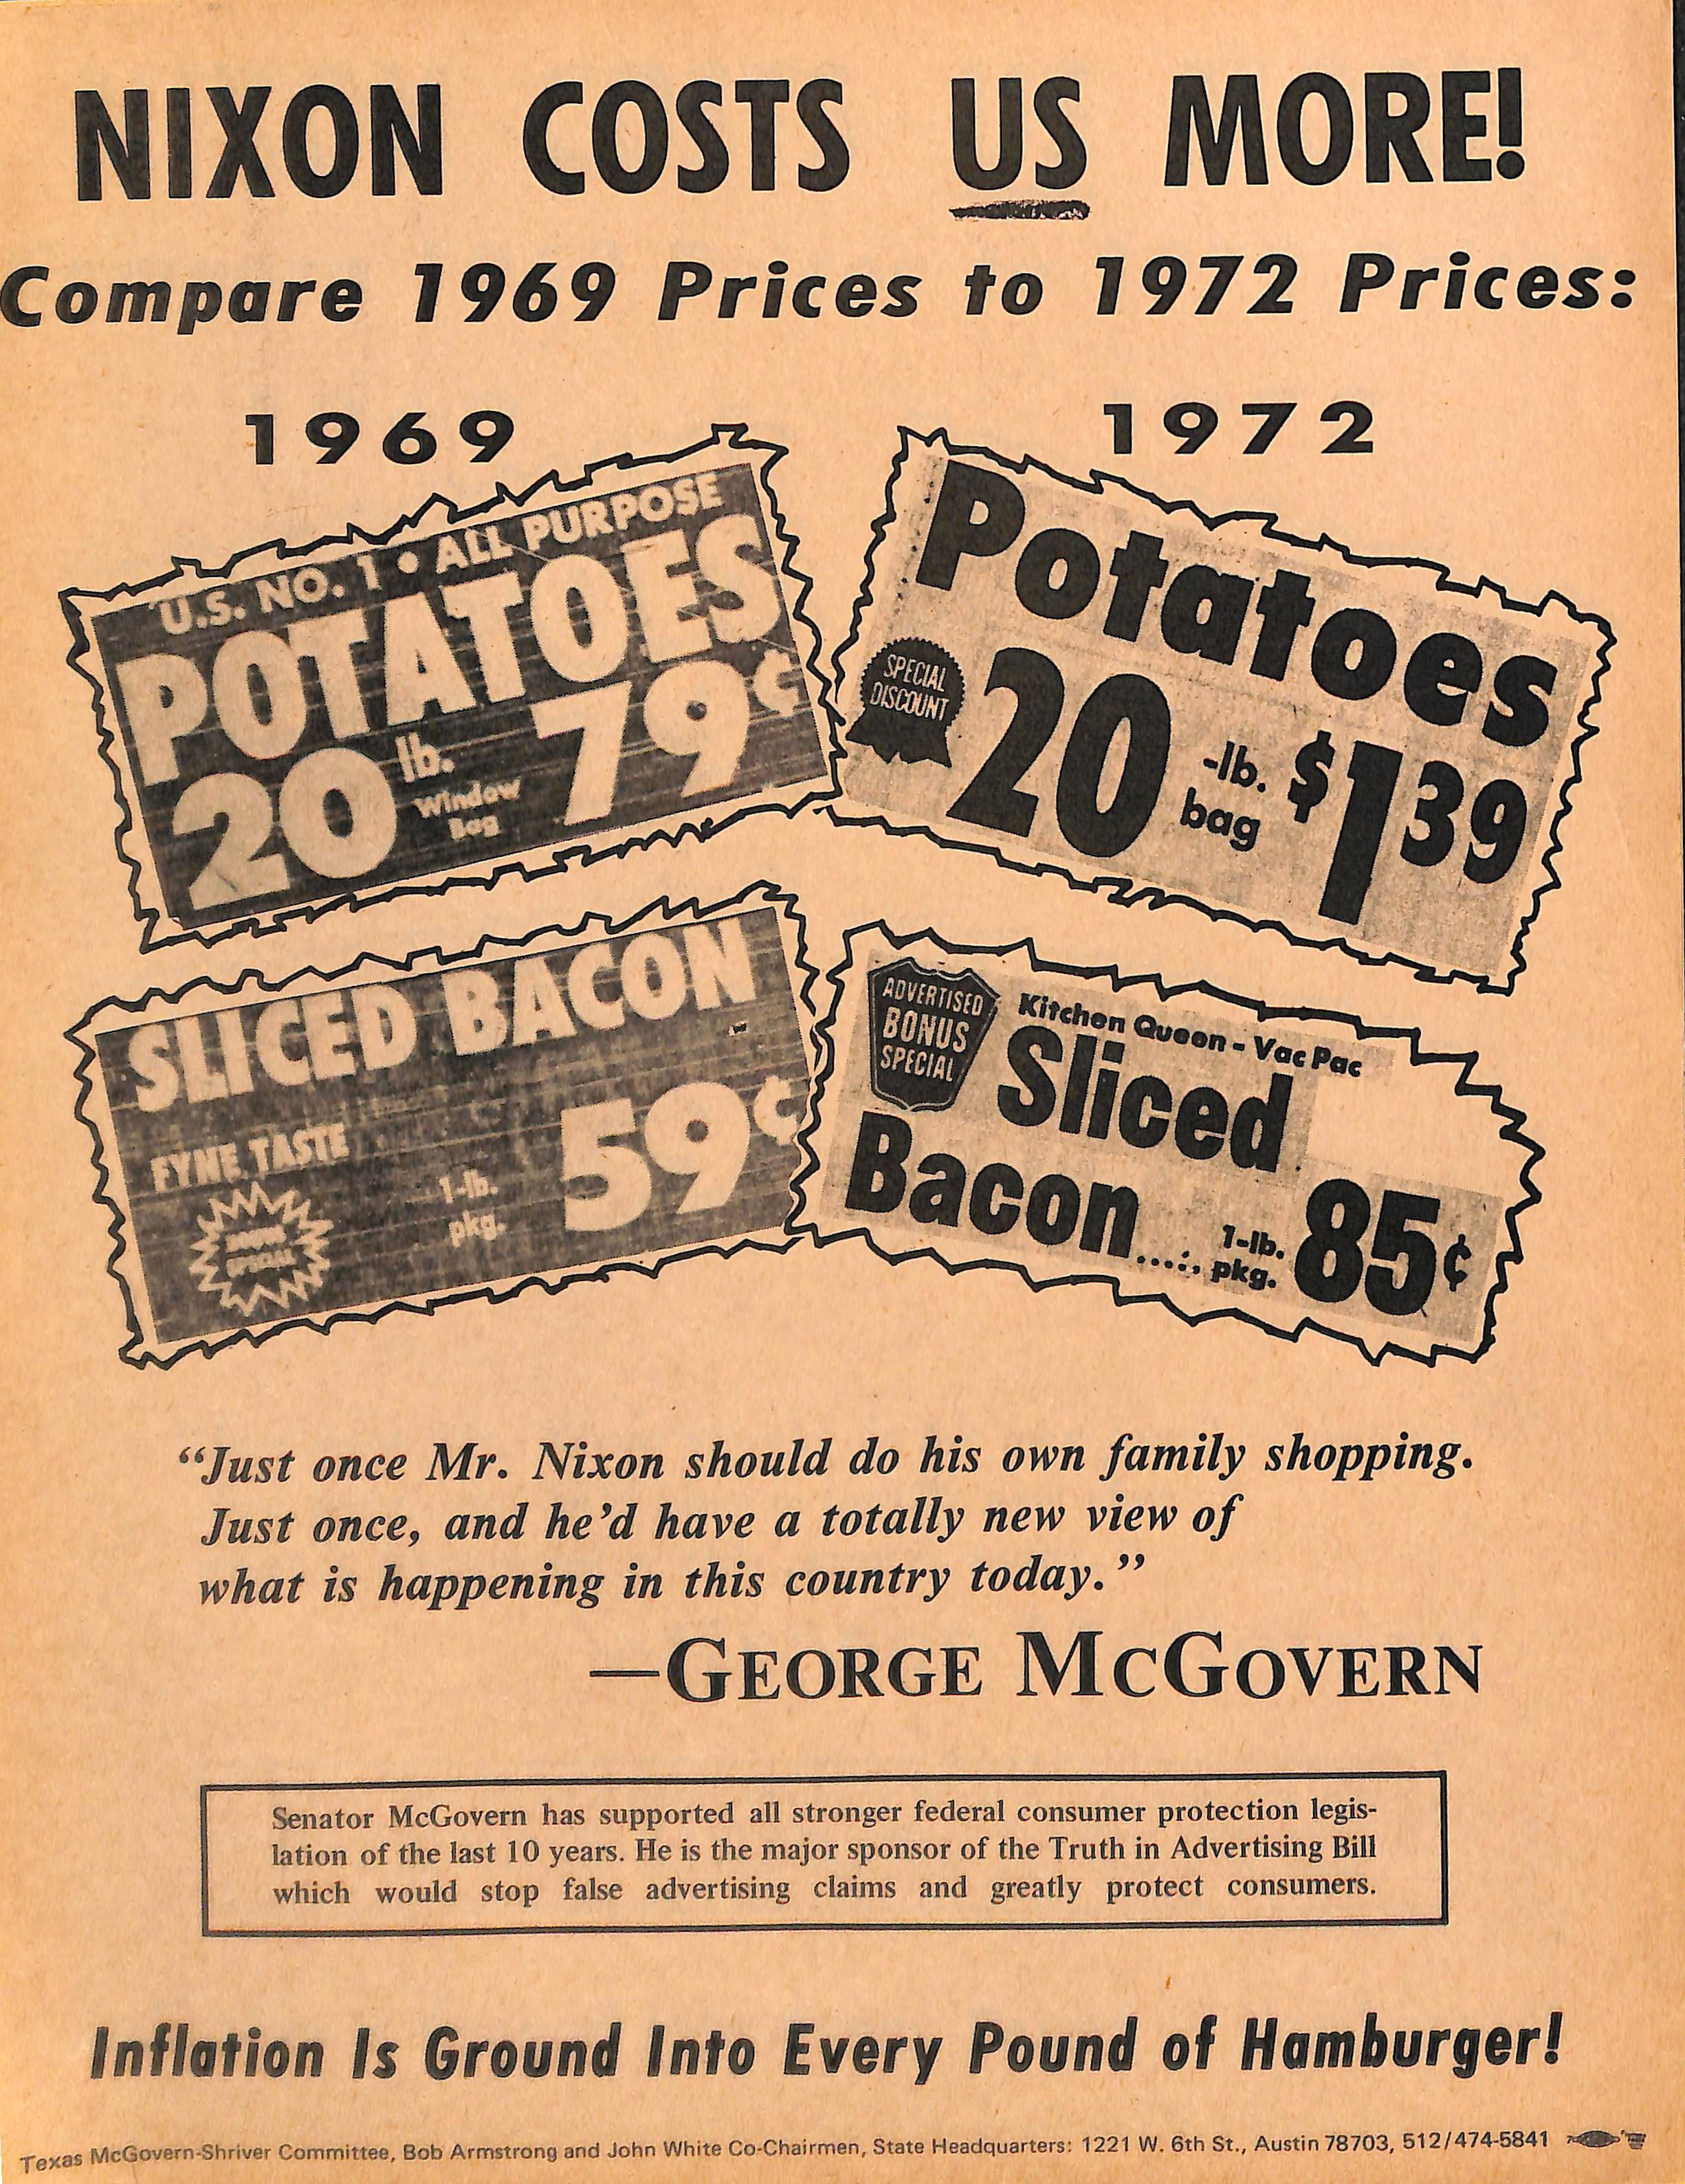 NIXON COSTS US MORE!
Compare 1969 Prices to 1972 Prices:
1969
U.S. NO. 1 • ALL PURPOSE
POTATOES
20 lb. Window Bag 79¢
1972
Potatoes
SPECIAL DISCOUNT
20 -lb. bag $1 39
SLICED BACON
FYNE TASTE
1-lb. pkg. 59¢
SPECIAL
ADVERTISED
BONUS
SPECIAL
Kitchen Queen - Vac Pac
Sliced
Bacon..... 1-lb. pkg. 85¢
“Just once Mr. Nixon should do his own family shopping.
Just once, and he’d have a totally new view of
what is happening in this country today.”
—GEORGE MCGOVERN
Senator McGovern has supported all stronger federal consumer protection legis-
lation of the last 10 years. He is the major sponsor of the Truth in Advertising Bill
which would stop false advertising claims and greatly protect consumers.
Inflation Is Ground Into Every Pound of Hamburger!
Texas McGovern-Shriver Committee, Bob Armstrong and John White Co-Chairmen, State Headquarters: 1221 W. 6th St., Austin 78703, 512/474-5841